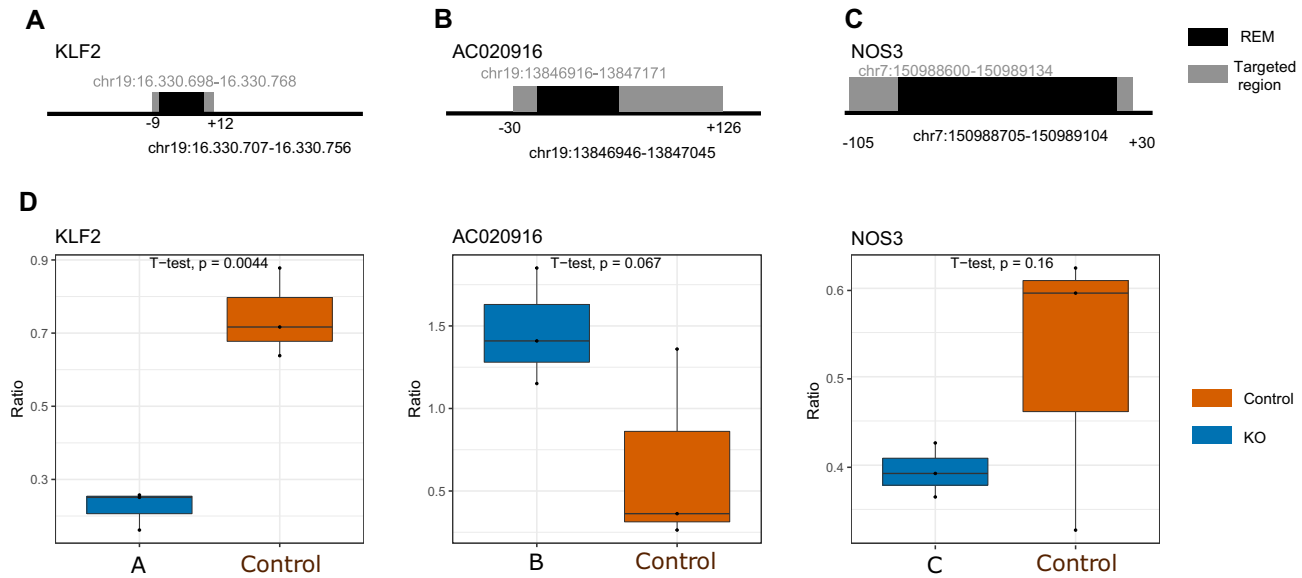 A
KLF2
chr19:16.330.698-16.330.768
-9
+12
chr19:16.330.707-16.330.756
B
AC020916
chr19:13846916-13847171
-30
+126
chr19:13846946-13847045
C
NOS3
chr7:150988600-150989134
-105
chr7:150988705-150989104
+30
REM
Targeted
region
D
KLF2
T-test, p = 0.0044
0.9
0.7
0.5
0.3
Ratio
A
Control
AC020916
T-test, p = 0.067
1.5
1.0
0.5
Ratio
B
Control
NOS3
T-test, p = 0.16
0.6
0.5
0.4
Ratio
C
Control
Control
KO